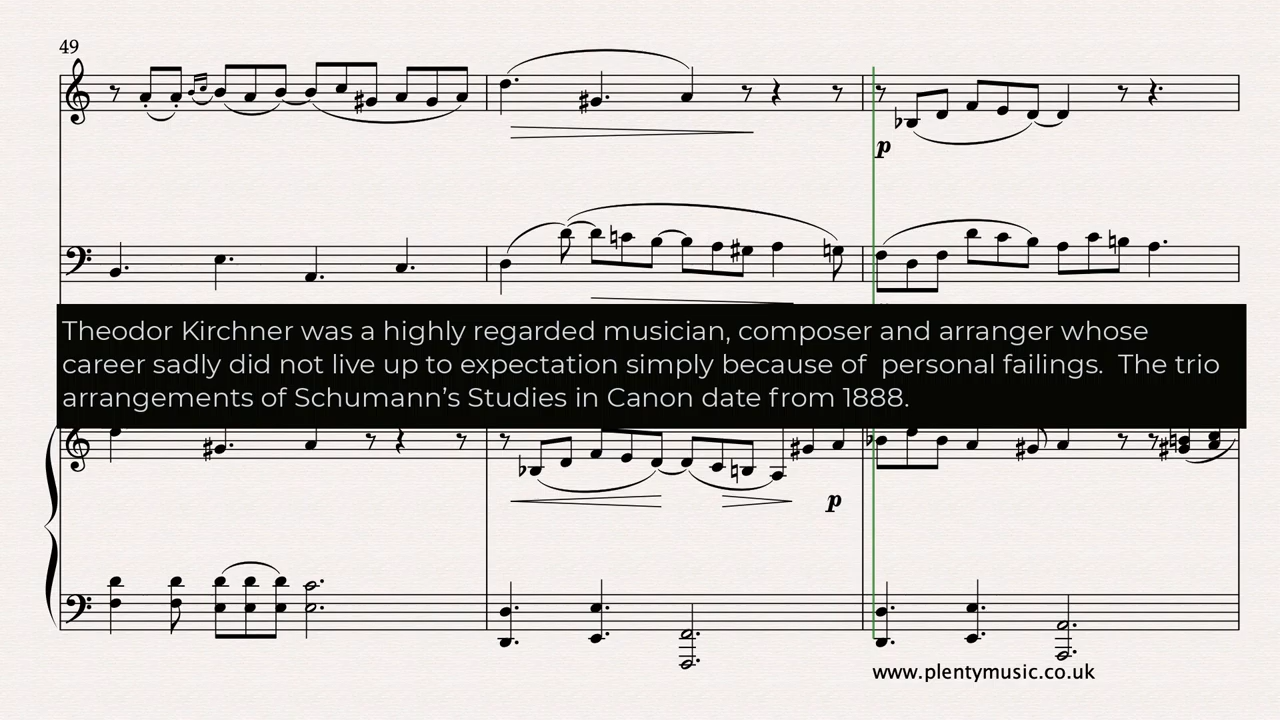 49
p
Theodor Kirchner was a highly regarded musician, composer and arranger whose
career sadly did not live up to expectation simply because of  personal failings.  The trio
arrangements of Schumann’s Studies in Canon date from 1888.
p
www.plentymusic.co.uk